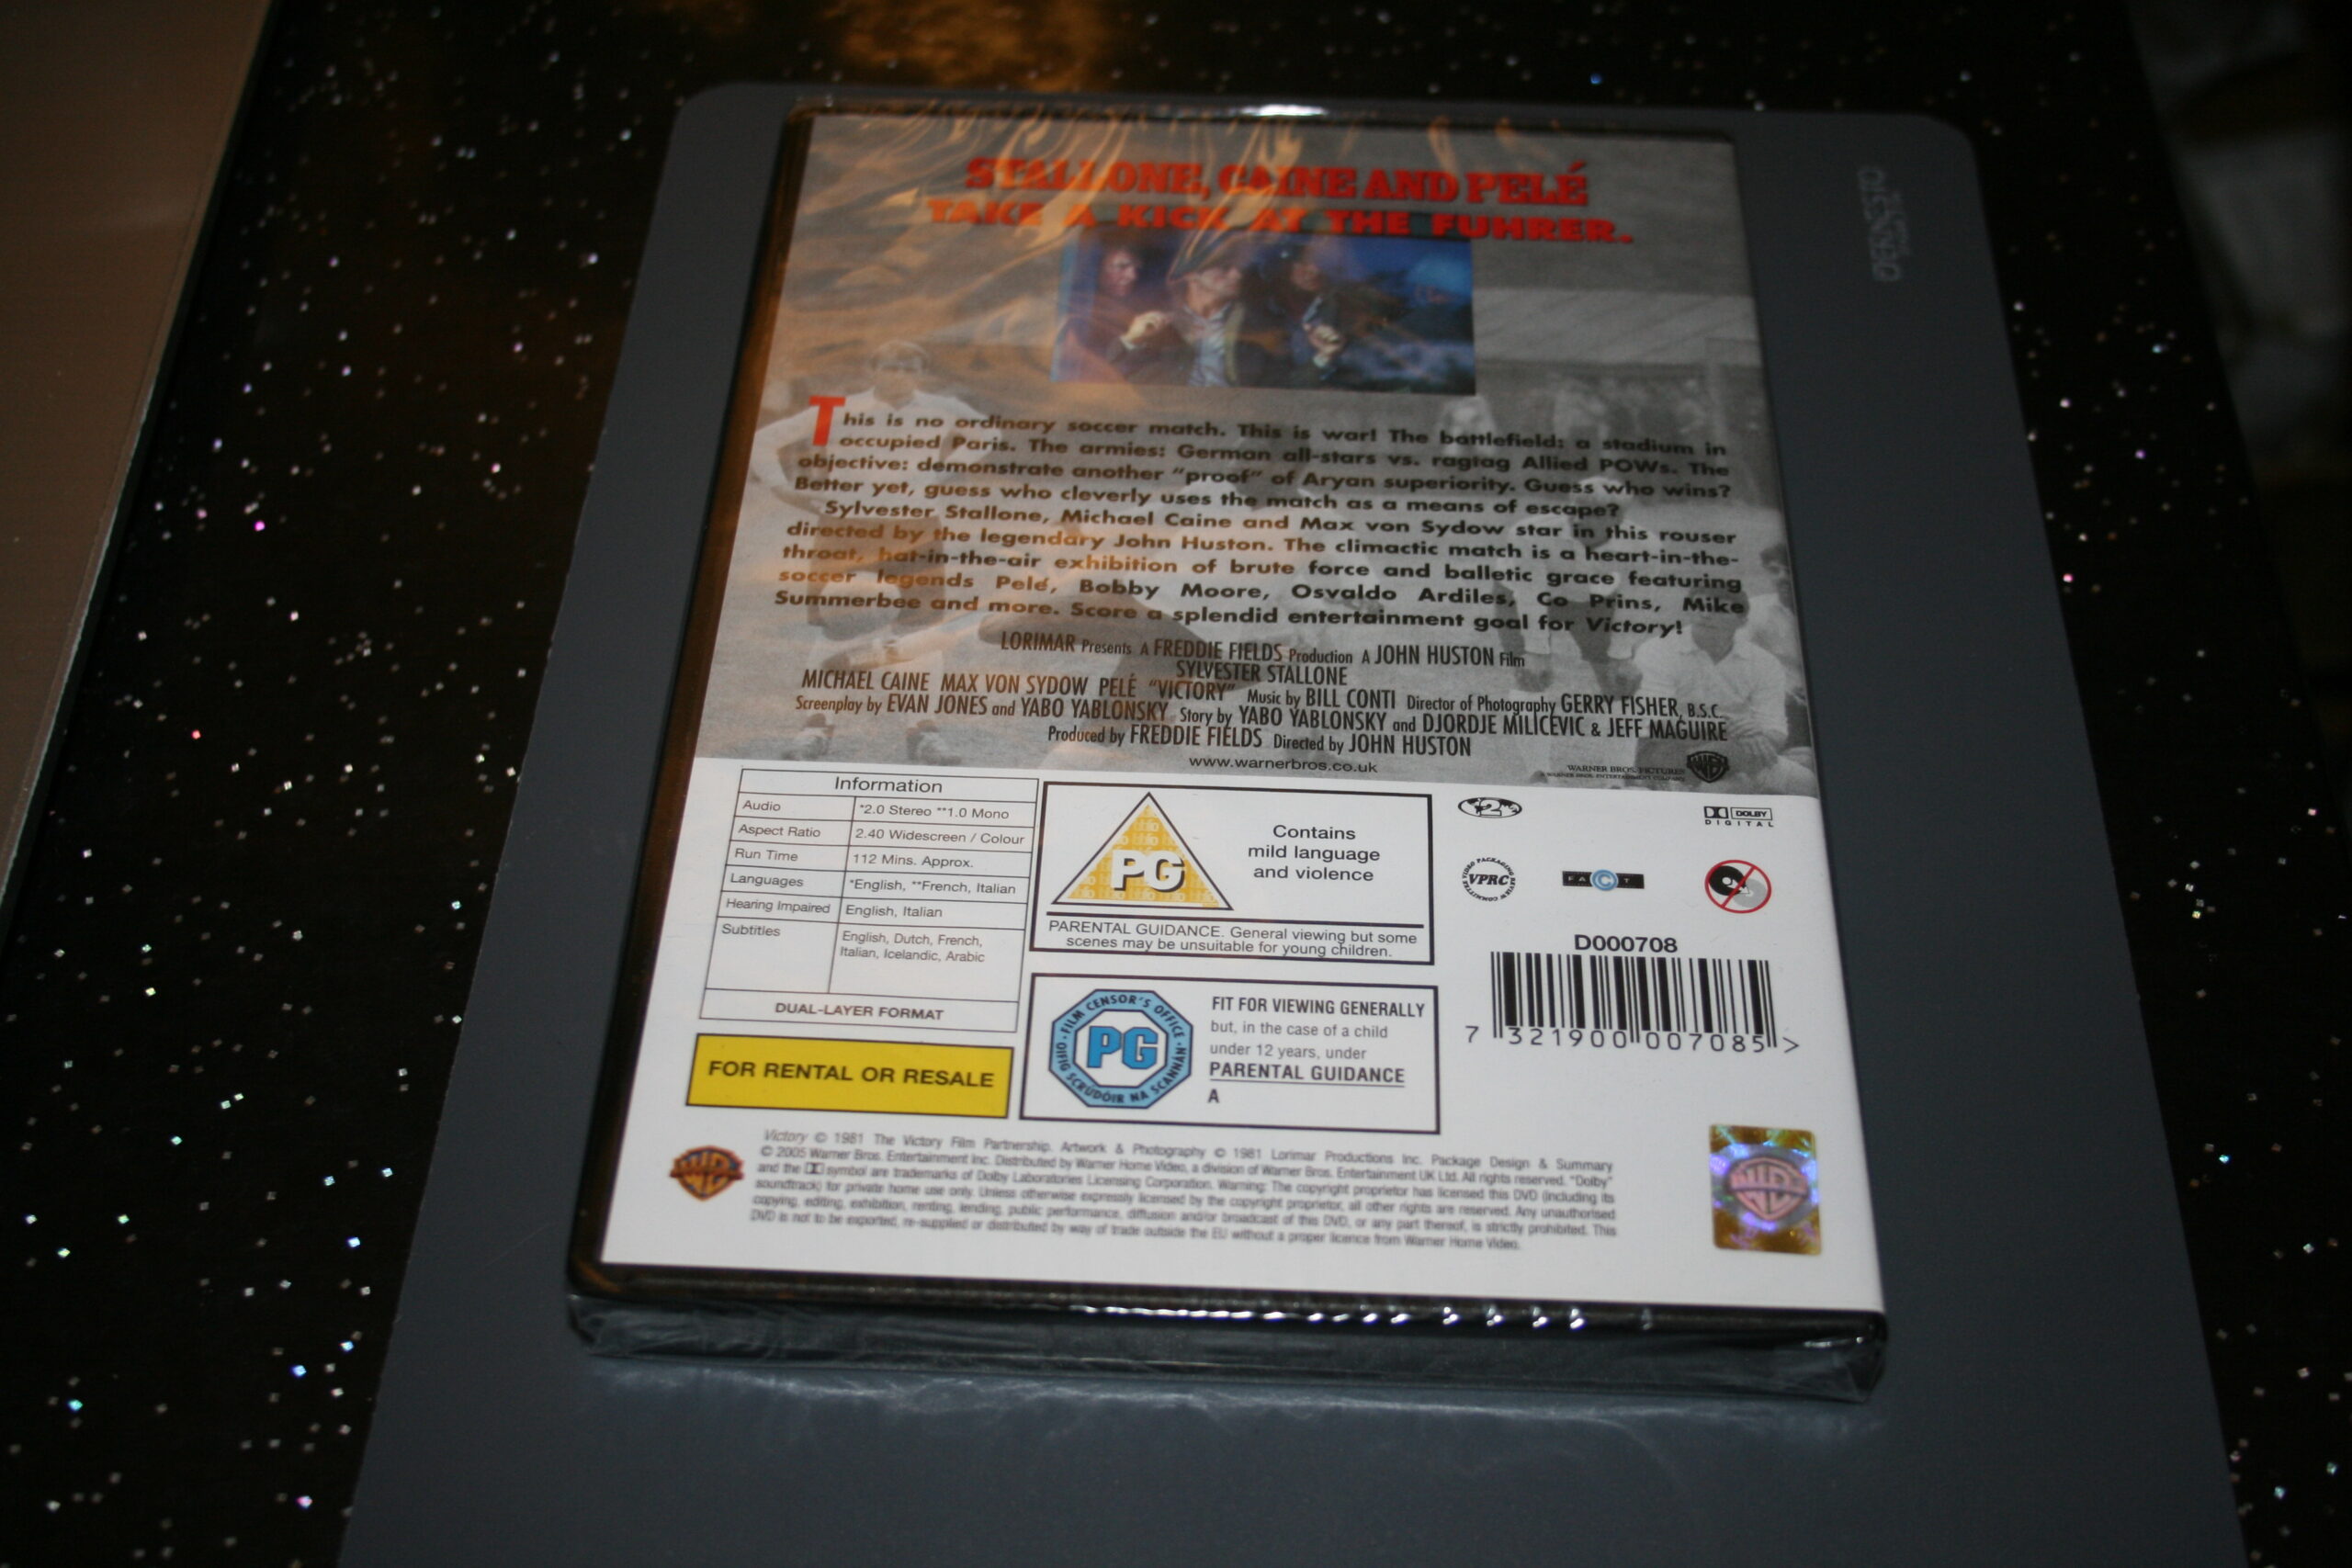 STALLONE, CAINE AND PELÉ
TAKE A KICK AT THE FUHRER.
This is no ordinary soccer match. This is war! The battlefield: a stadium in
occupied Paris. The armies: German all-stars vs. ragtag Allied POWs. The
objective: demonstrate another "proof" of Aryan superiority. Guess who wins?
Better yet, guess who cleverly uses the match as a means of escape?
Sylvester Stallone, Michael Caine and Max von Sydow star in this rouser
directed by the legendary John Huston. The climactic match is a heart-in-the-
throat, hat-in-the-air exhibition of brute force and balletic grace featuring
soccer legends Pelé, Bobby Moore, Osvaldo Ardiles, Co Prins, Mike
Summerbee and more. Score a splendid entertainment goal for Victory!
LORIMAR Presents A FREDDIE FIELDS Production A JOHN HUSTON Film
SYLVESTER STALLONE
MICHAEL CAINE MAX VON SYDOW PELÉ "VICTORY" Music by BILL CONTI Director of Photography GERRY FISHER, B.S.C.
Screenplay by EVAN JONES and YABO YABLONSKY Story by YABO YABLONSKY and DJORDJE MILICEVIC & JEFF MAGUIRE
Produced by FREDDIE FIELDS Directed by JOHN HUSTON
www.warnerbros.co.uk
WARNER BROS. PICTURES
Information
Audio *2.0 Stereo **1.0 Mono
Aspect Ratio 2.40 Widescreen / Colour
Run Time 112 Mins. Approx.
Languages *English, **French, Italian
Hearing Impaired English, Italian
Subtitles English, Dutch, French,
Italian, Icelandic, Arabic
DUAL-LAYER FORMAT
FOR RENTAL OR RESALE
PG
Contains
mild language
and violence
PARENTAL GUIDANCE. General viewing but some
scenes may be unsuitable for young children.
FILM CENSOR'S OFFICE
OIFIG SCRÚDÓIR NA SCANNÁN
PG
FIT FOR VIEWING GENERALLY
but, in the case of a child
under 12 years, under
PARENTAL GUIDANCE
A
2
DOLBY
DIGITAL
VIDEO PACKAGING REVIEW COMMITTEE
VPRC
FACT
D000708
7 321900 007085 >
Victory © 1981 The Victory Film Partnership. Artwork & Photography © 1981 Lorimar Productions Inc. Package Design & Summary
© 2005 Warner Bros. Entertainment Inc. Distributed by Warner Home Video, a division of Warner Bros. Entertainment UK Ltd. All rights reserved. "Dolby"
and the symbol are trademarks of Dolby Laboratories Licensing Corporation. Warning: The copyright proprietor has licensed this DVD (including its
soundtrack) for private home use only. Unless otherwise expressly licensed by the copyright proprietor, all other rights are reserved. Any unauthorised
copying, editing, exhibition, renting, lending, public performance, diffusion and/or broadcast of this DVD, or any part thereof, is strictly prohibited. This
DVD is not to be exported, re-supplied or distributed by way of trade outside the EU without a proper licence from Warner Home Video.